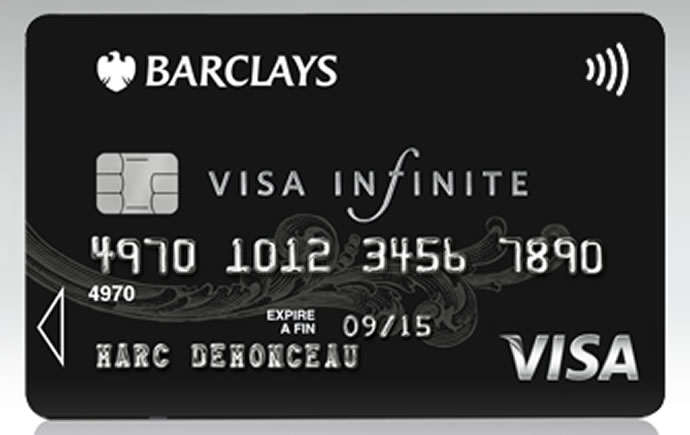 BARCLAYS
VISA INfINITE
4970 1012 3456 7890
4970
EXPIRE
A FIN 09/15
MARC DEMONCEAU
VISA